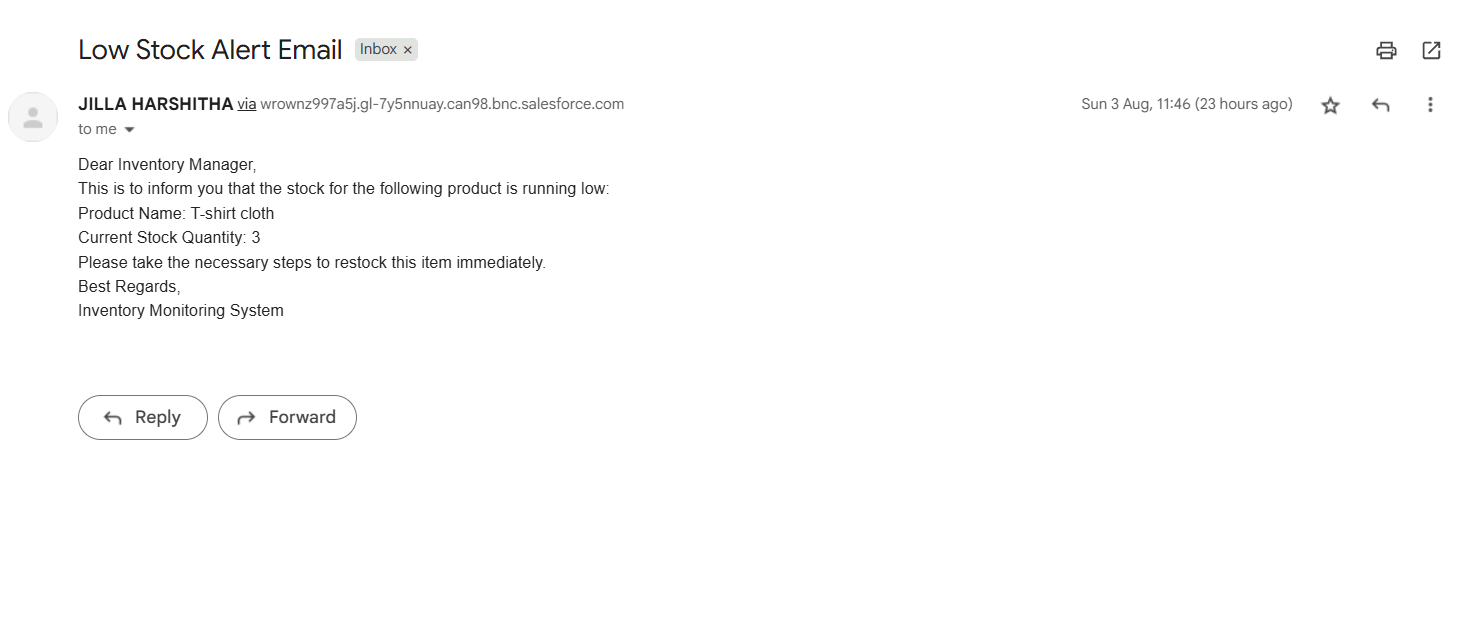 Low Stock Alert Email Inbox ×
JILLA HARSHITHA via wrownz997a5j.gl-7y5nnuay.can98.bnc.salesforce.com Sun 3 Aug, 11:46 (23 hours ago)
to me
Dear Inventory Manager,
This is to inform you that the stock for the following product is running low:
Product Name: T-shirt cloth
Current Stock Quantity: 3
Please take the necessary steps to restock this item immediately.
Best Regards,
Inventory Monitoring System
Reply Forward